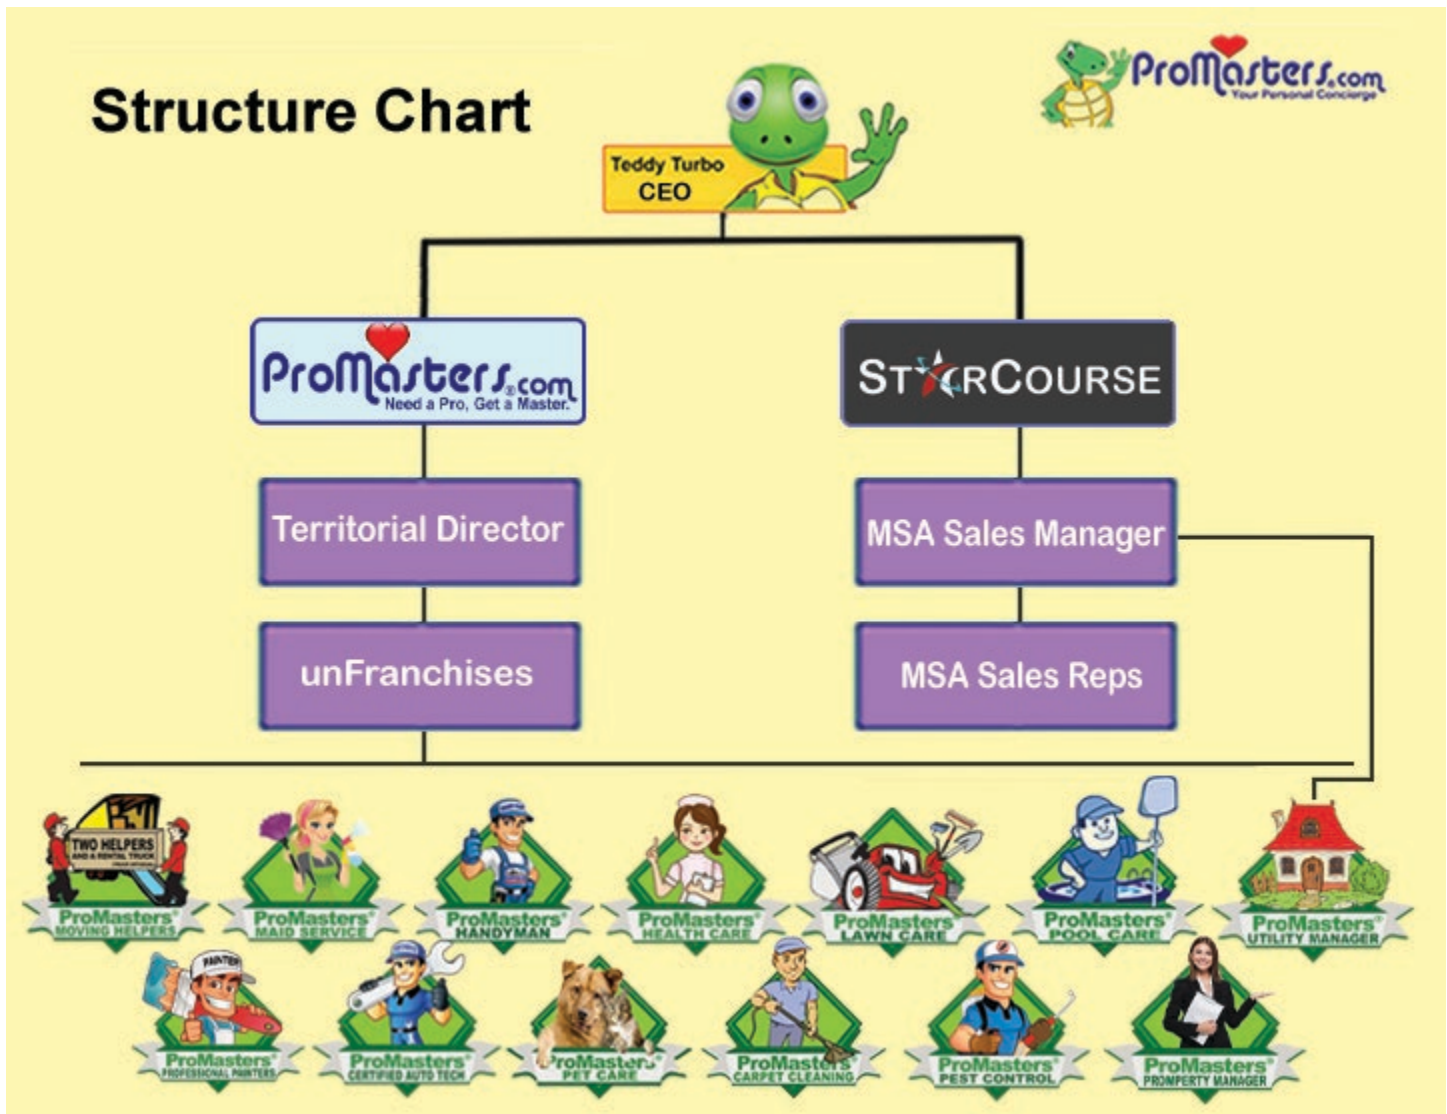 Structure Chart
ProMasters.com
Your Personal Concierge
Teddy Turbo
CEO
ProMasters®.com
Need a Pro, Get a Master.
STARCOURSE
Territorial Director
MSA Sales Manager
unFranchises
MSA Sales Reps
TWO HELPERS
AND A RENTAL TRUCK
ProMasters®
MOVING HELPERS
ProMasters®
MAID SERVICE
ProMasters®
HANDYMAN
ProMasters®
HEALTH CARE
ProMasters
LAWN CARE
ProMasters®
POOL CARE
ProMasters®
UTILITY MANAGER
PAINTER
ProMasters®
PROFESSIONAL PAINTERS
ProMasters®
CERTIFIED AUTO TECH
ProMasters
PET CARE
ProMasters®
CARPET CLEANING
ProMasters®
PEST CONTROL
ProMasters®
PROMPERTY MANAGER